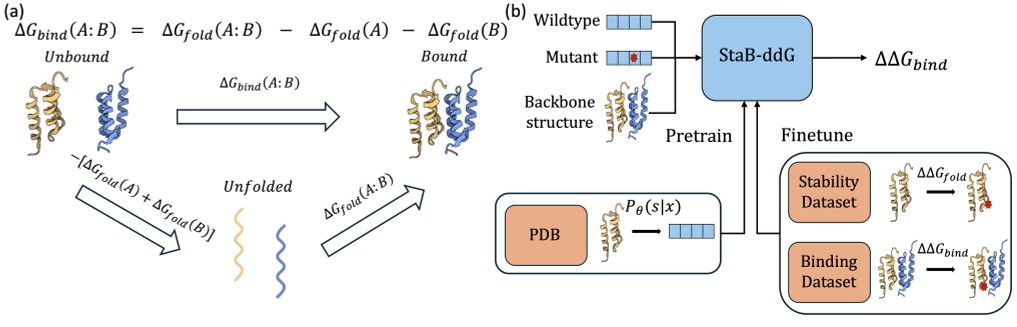 (a)
ΔG_bind(A:B) = ΔG_fold(A:B) − ΔG_fold(A) − ΔG_fold(B)
Unbound
Bound
ΔG_bind(A:B)
−[ΔG_fold(A) + ΔG_fold(B)]
Unfolded
ΔG_fold(A:B)
(b)
Wildtype
Mutant
Backbone
structure
StaB-ddG
ΔΔG_bind
Pretrain
Finetune
PDB
P_θ(s|x)
Stability
Dataset
ΔΔG_fold
Binding
Dataset
ΔΔG_bind